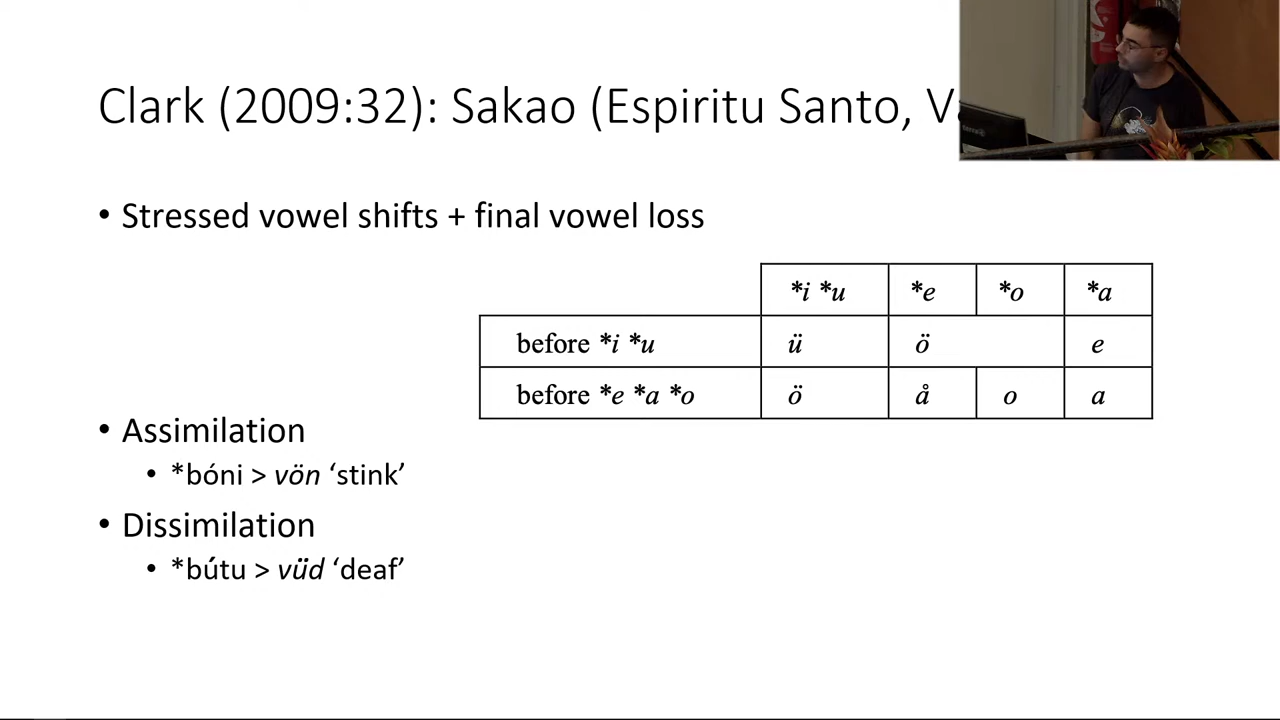 Clark (2009:32): Sakao (Espiritu Santo,
• Stressed vowel shifts + final vowel loss
*i *u *e *o *a
before *i *u ü ö e
before *e *a *o ö å o a
• Assimilation
• *bóni > vön ‘stink’
• Dissimilation
• *bútu > vüd ‘deaf’